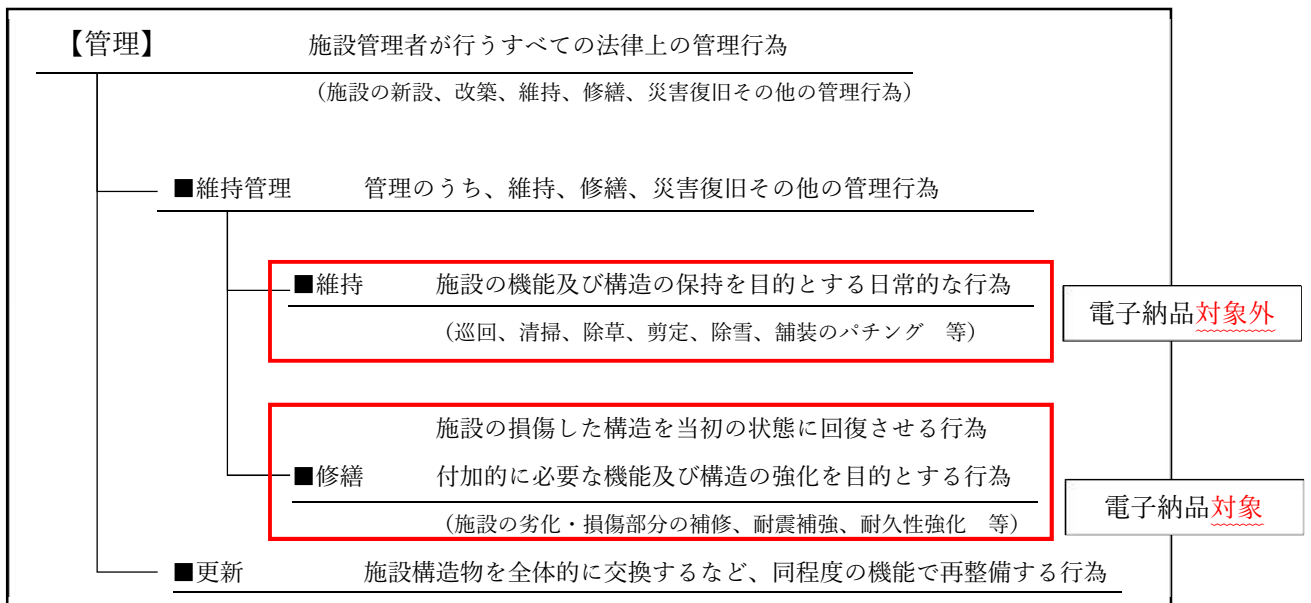 【管理】 施設管理者が行うすべての法律上の管理行為
（施設の新設、改築、維持、修繕、災害復旧その他の管理行為）
■維持管理 管理のうち、維持、修繕、災害復旧その他の管理行為
■維持 施設の機能及び構造の保持を目的とする日常的な行為
（巡回、清掃、除草、剪定、除雪、舗装のパチング 等）
電子納品対象外
施設の損傷した構造を当初の状態に回復させる行為
■修繕 付加的に必要な機能及び構造の強化を目的とする行為
（施設の劣化・損傷部分の補修、耐震補強、耐久性強化 等）
電子納品対象
■更新 施設構造物を全体的に交換するなど、同程度の機能で再整備する行為